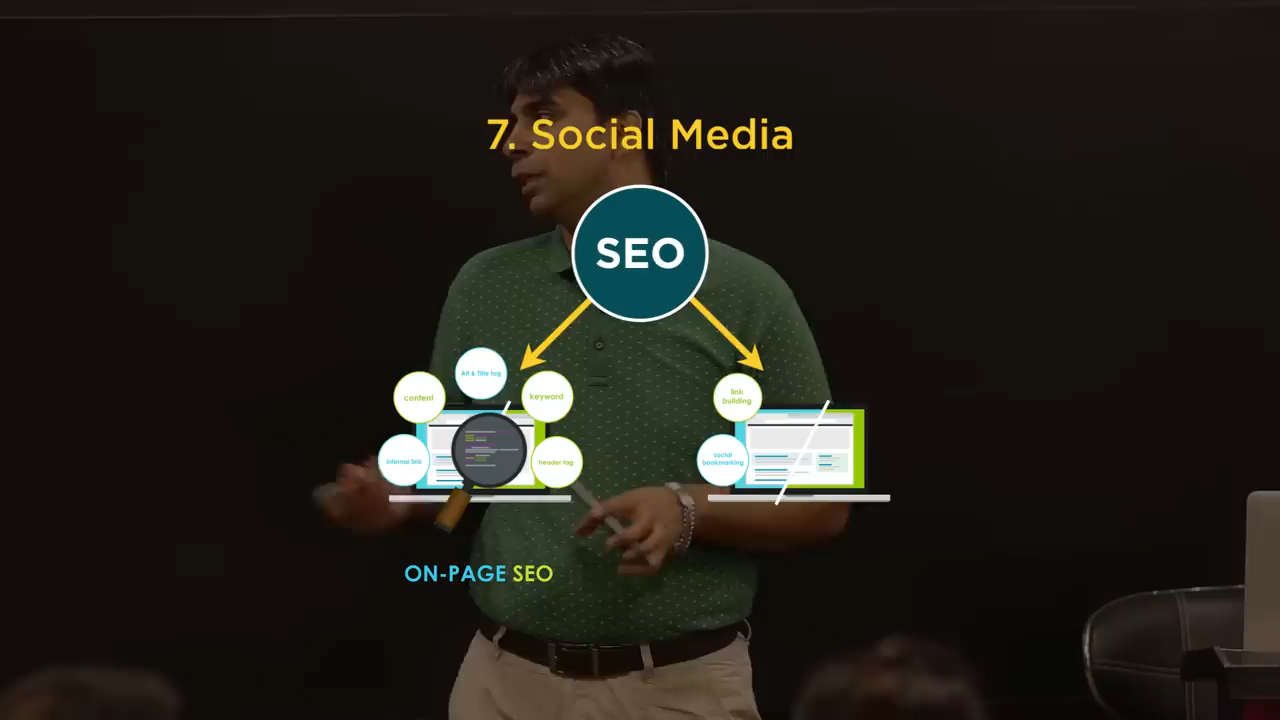 7. Social Media
SEO
Alt & Title tag
content
keyword
internal link
header tag
link
building
social
bookmarking
ON-PAGE SEO